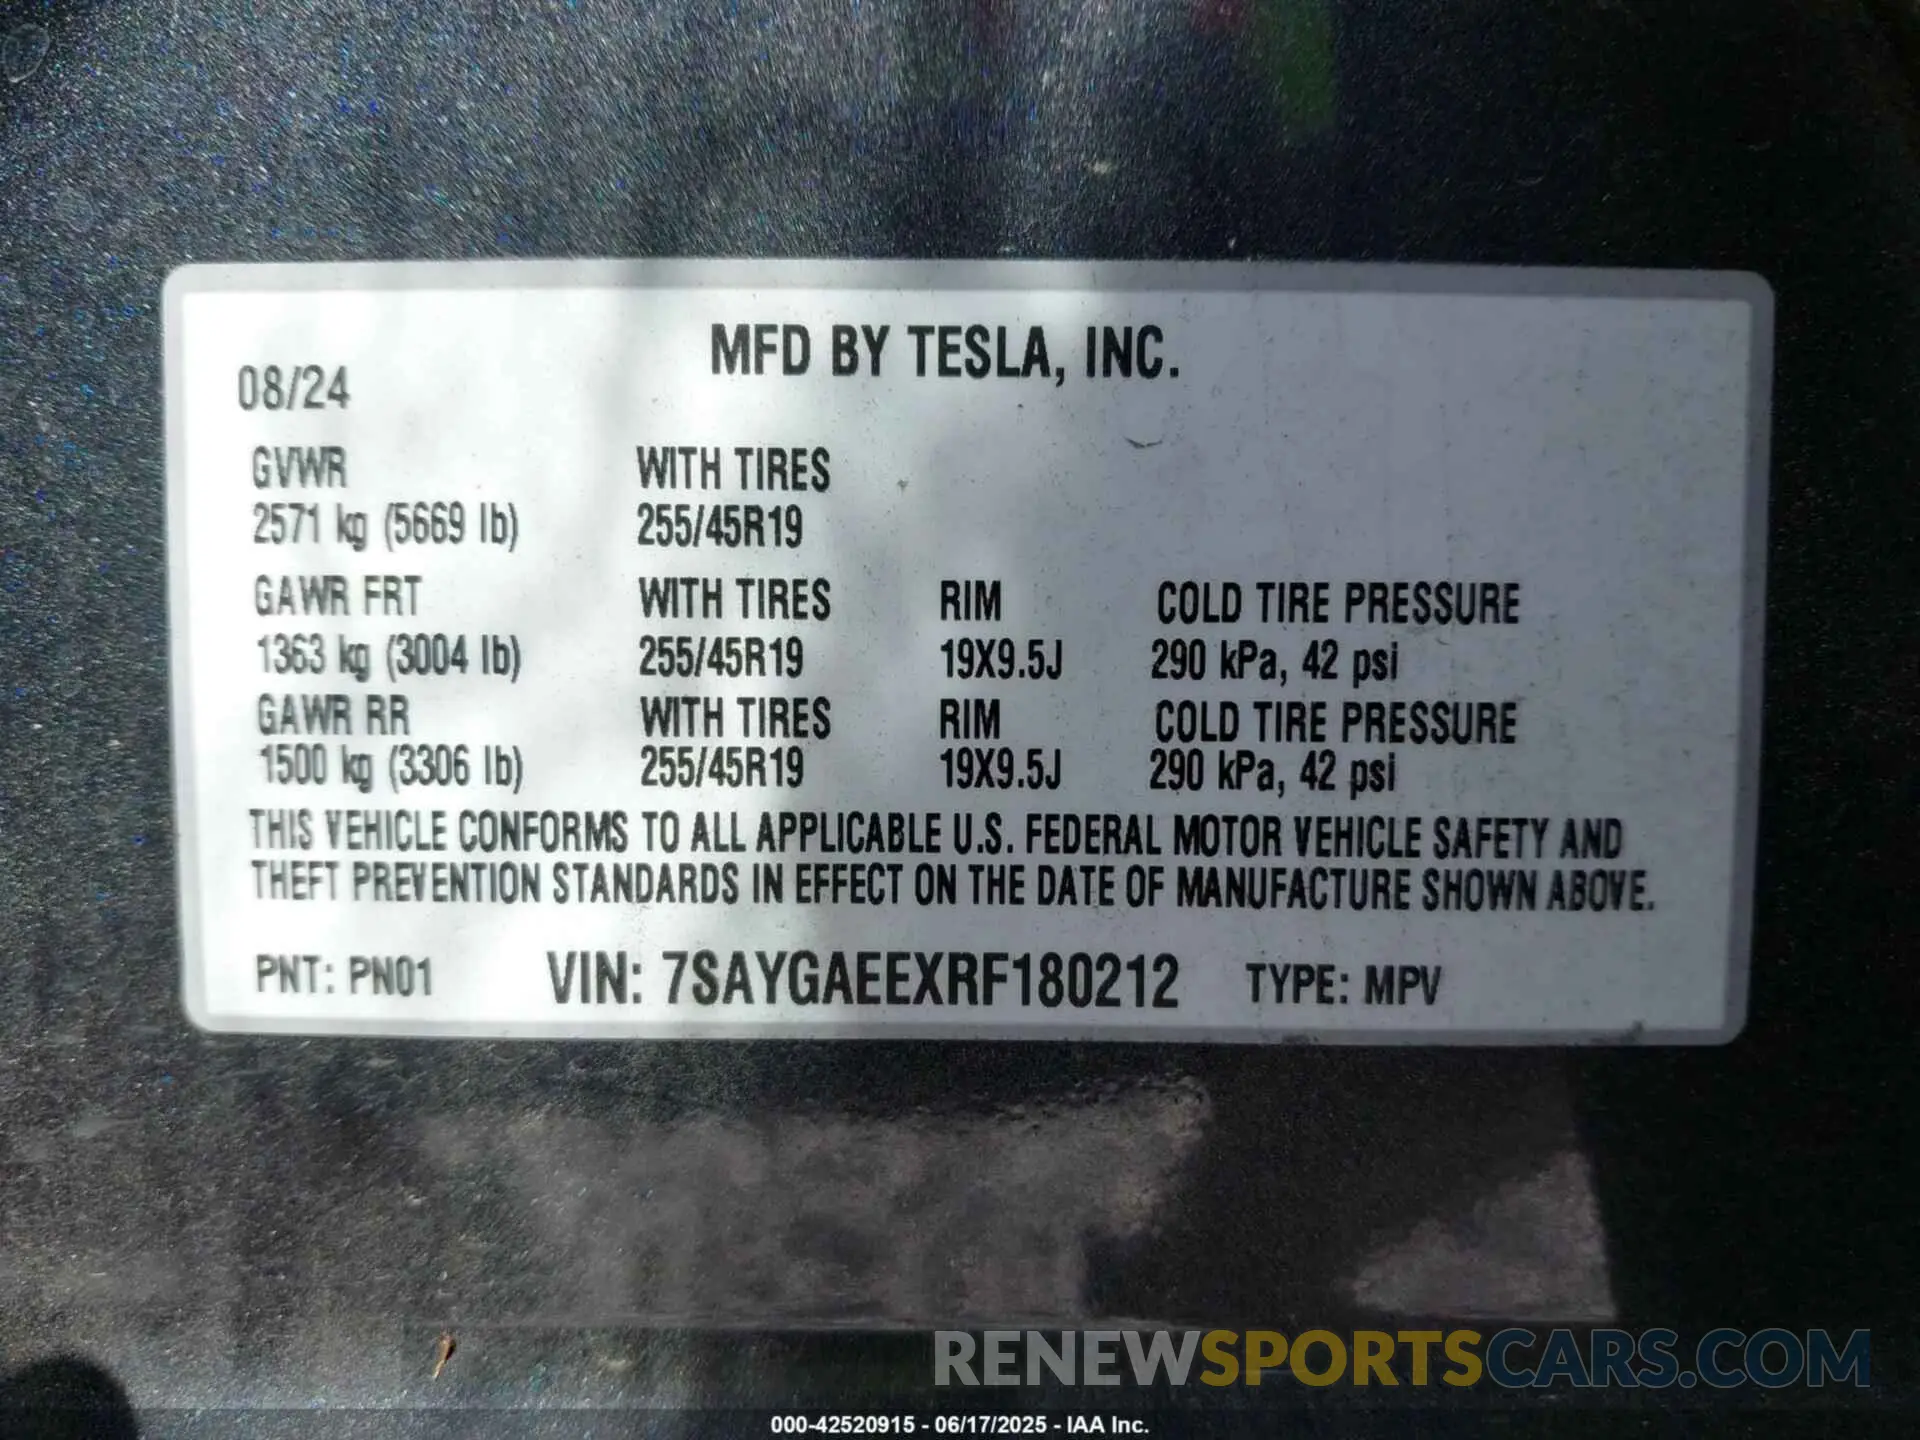 MFD BY TESLA, INC.
08/24
GVWR WITH TIRES
2571 kg (5669 lb) 255/45R19
GAWR FRT WITH TIRES RIM COLD TIRE PRESSURE
1363 kg (3004 lb) 255/45R19 19X9.5J 290 kPa, 42 psi
GAWR RR WITH TIRES RIM COLD TIRE PRESSURE
1500 kg (3306 lb) 255/45R19 19X9.5J 290 kPa, 42 psi
THIS VEHICLE CONFORMS TO ALL APPLICABLE U.S. FEDERAL MOTOR VEHICLE SAFETY AND
THEFT PREVENTION STANDARDS IN EFFECT ON THE DATE OF MANUFACTURE SHOWN ABOVE.
PNT: PN01 VIN: 7SAYGAEEXRF180212 TYPE: MPV
RENEWSPORTSCARS.COM
000-42520915 - 06/17/2025 - IAA Inc.